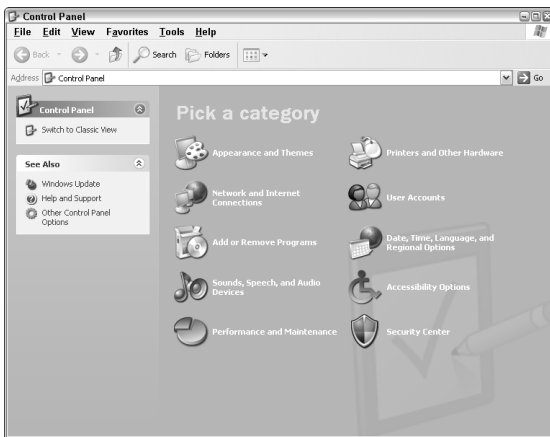 Control Panel
File Edit View Favorites Tools Help
Back Search Folders
Address Control Panel Go
Control Panel
Switch to Classic View
See Also
Windows Update
Help and Support
Other Control Panel
Options
Pick a category
Appearance and Themes
Printers and Other Hardware
Network and Internet
Connections
User Accounts
Add or Remove Programs
Date, Time, Language, and
Regional Options
Sounds, Speech, and Audio
Devices
Accessibility Options
Performance and Maintenance
Security Center